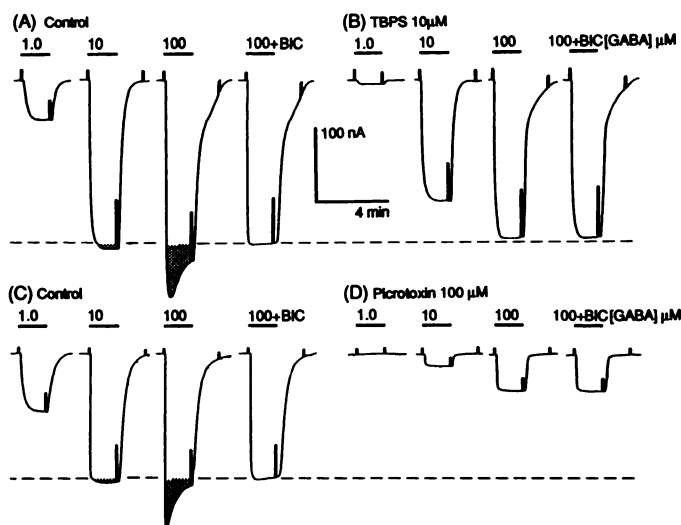 (A) Control
1.0 10 100 100+BIC
(B) TBPS 10µM
1.0 10 100 100+BIC [GABA] µM
100 nA
4 min
(C) Control
1.0 10 100 100+BIC
(D) Picrotoxin 100 µM
1.0 10 100 100+BIC [GABA] µM